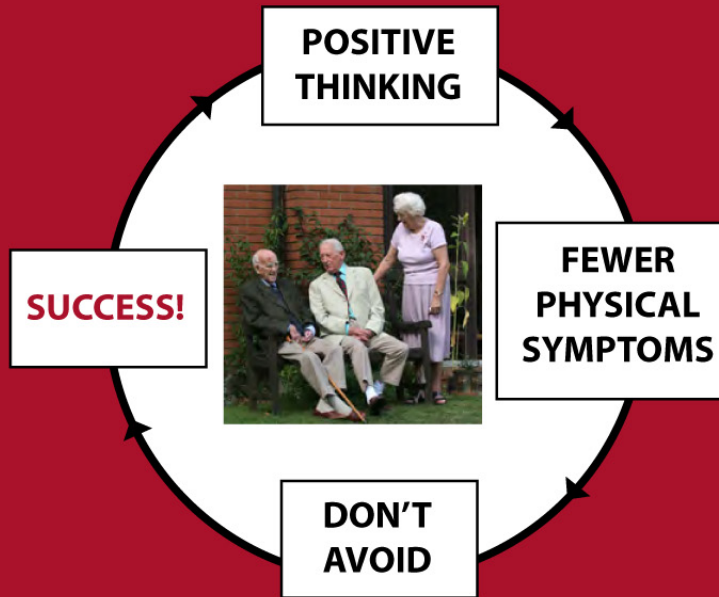 POSITIVE
THINKING
FEWER
PHYSICAL
SYMPTOMS
DON'T
AVOID
SUCCESS!